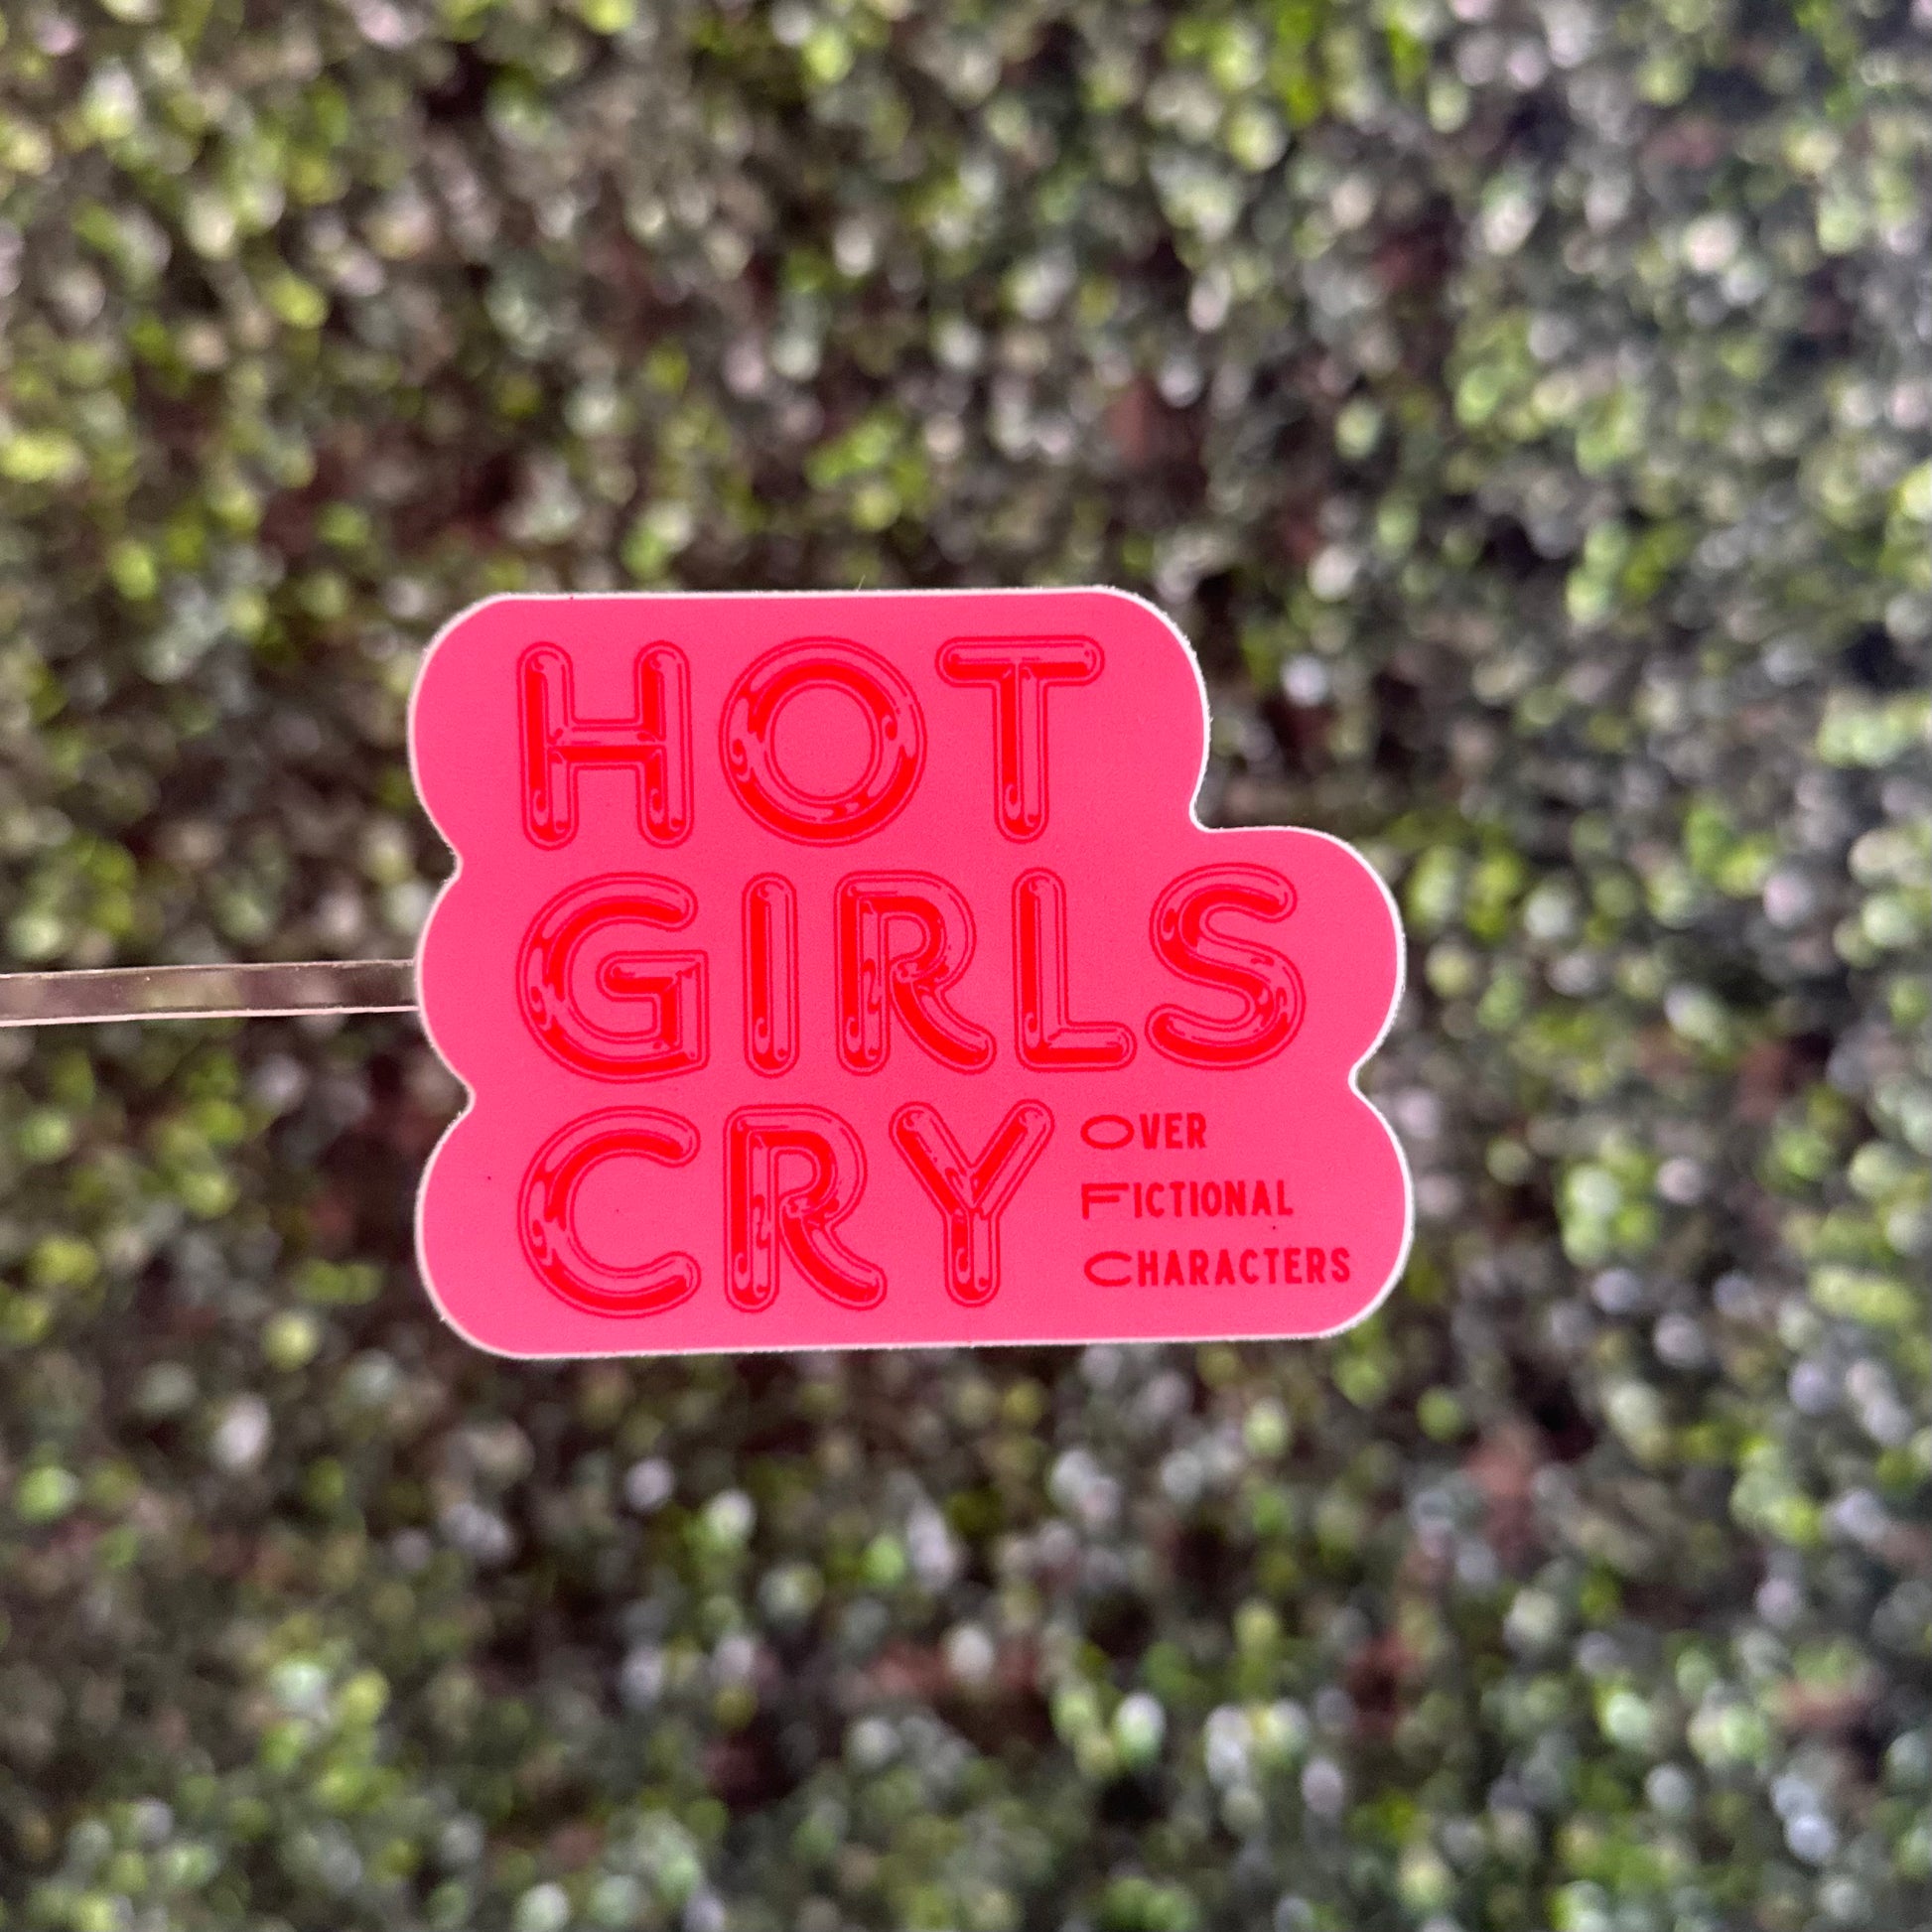 HOT
GIRLS
CRY
OVER
FICTIONAL
CHARACTERS